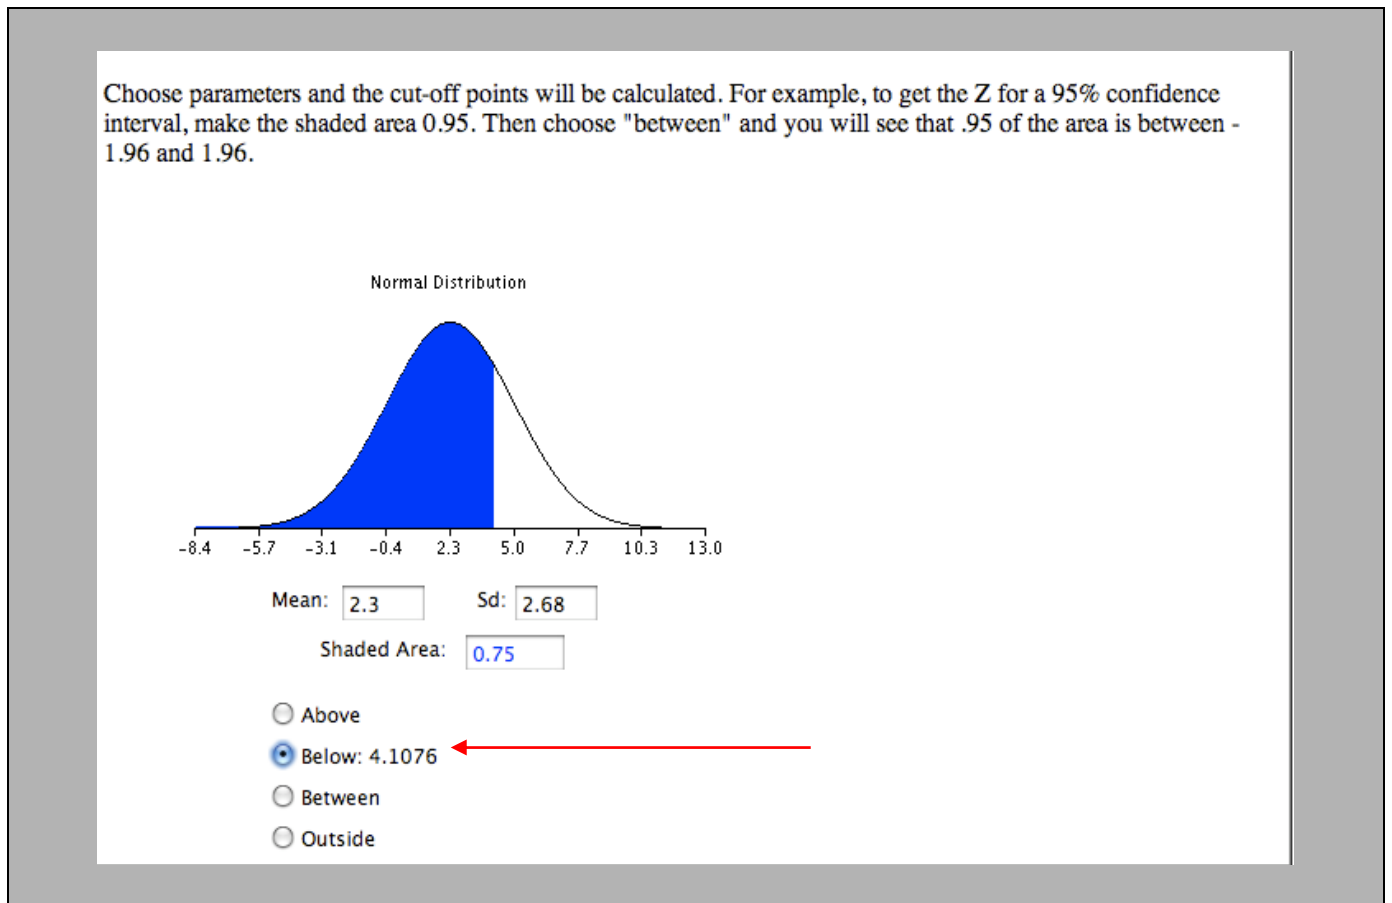 Choose parameters and the cut-off points will be calculated. For example, to get the Z for a 95% confidence
interval, make the shaded area 0.95. Then choose "between" and you will see that .95 of the area is between -
1.96 and 1.96.
Normal Distribution
-8.4 -5.7 -3.1 -0.4 2.3 5.0 7.7 10.3 13.0
Mean: 2.3 Sd: 2.68
Shaded Area: 0.75
Above
Below: 4.1076
Between
Outside